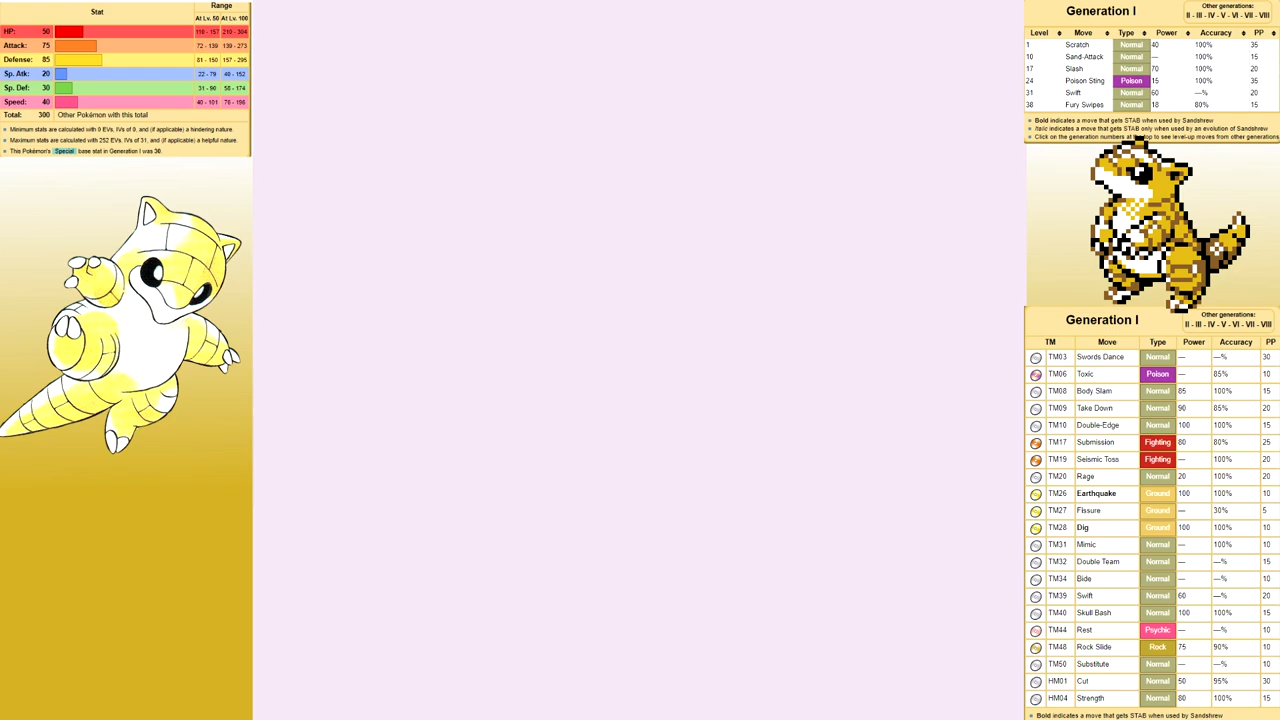 Stat Range
At Lv. 50 At Lv. 100
HP: 50 110 - 157 210 - 304
Attack: 75 72 - 139 139 - 273
Defense: 85 81 - 150 157 - 295
Sp. Atk: 20 22 - 79 40 - 152
Sp. Def: 30 31 - 90 58 - 174
Speed: 40 40 - 101 76 - 196
Total: 300 Other Pokémon with this total
Minimum stats are calculated with 0 EVs, IVs of 0, and (if applicable) a hindering nature.
Maximum stats are calculated with 252 EVs, IVs of 31, and (if applicable) a helpful nature.
This Pokémon's Special base stat in Generation I was 30.
Generation I
Other generations:
II - III - IV - V - VI - VII - VIII
Level Move Type Power Accuracy PP
1 Scratch Normal 40 100% 35
10 Sand-Attack Normal — 100% 15
17 Slash Normal 70 100% 20
24 Poison Sting Poison 15 100% 35
31 Swift Normal 60 —% 20
38 Fury Swipes Normal 18 80% 15
Bold indicates a move that gets STAB when used by Sandshrew
Italic indicates a move that gets STAB only when used by an evolution of Sandshrew
Click on the generation numbers at the top to see level-up moves from other generations
Generation I
Other generations:
II - III - IV - V - VI - VII - VIII
TM Move Type Power Accuracy PP
TM03 Swords Dance Normal — —% 30
TM06 Toxic Poison — 85% 10
TM08 Body Slam Normal 85 100% 15
TM09 Take Down Normal 90 85% 20
TM10 Double-Edge Normal 100 100% 15
TM17 Submission Fighting 80 80% 25
TM19 Seismic Toss Fighting — 100% 20
TM20 Rage Normal 20 100% 20
TM26 Earthquake Ground 100 100% 10
TM27 Fissure Ground — 30% 5
TM28 Dig Ground 100 100% 10
TM31 Mimic Normal — 100% 10
TM32 Double Team Normal — —% 15
TM34 Bide Normal — —% 10
TM39 Swift Normal 60 —% 20
TM40 Skull Bash Normal 100 100% 15
TM44 Rest Psychic — —% 10
TM48 Rock Slide Rock 75 90% 10
TM50 Substitute Normal — —% 10
HM01 Cut Normal 50 95% 30
HM04 Strength Normal 80 100% 15
Bold indicates a move that gets STAB when used by Sandshrew